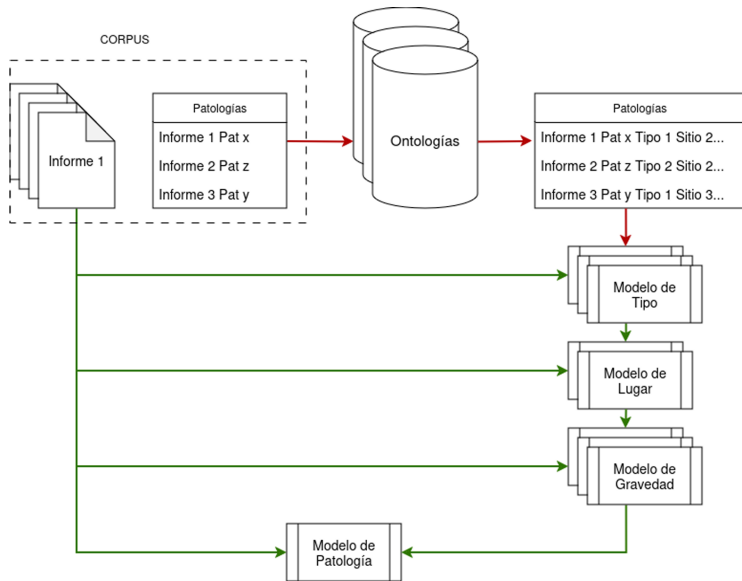 CORPUS
Informe 1
Patologías
Informe 1 Pat x
Informe 2 Pat z
Informe 3 Pat y
Ontologías
Patologías
Informe 1 Pat x Tipo 1 Sitio 2...
Informe 2 Pat z Tipo 2 Sitio 2...
Informe 3 Pat y Tipo 1 Sitio 3...
Modelo de
Tipo
Modelo de
Lugar
Modelo de
Gravedad
Modelo de
Patología